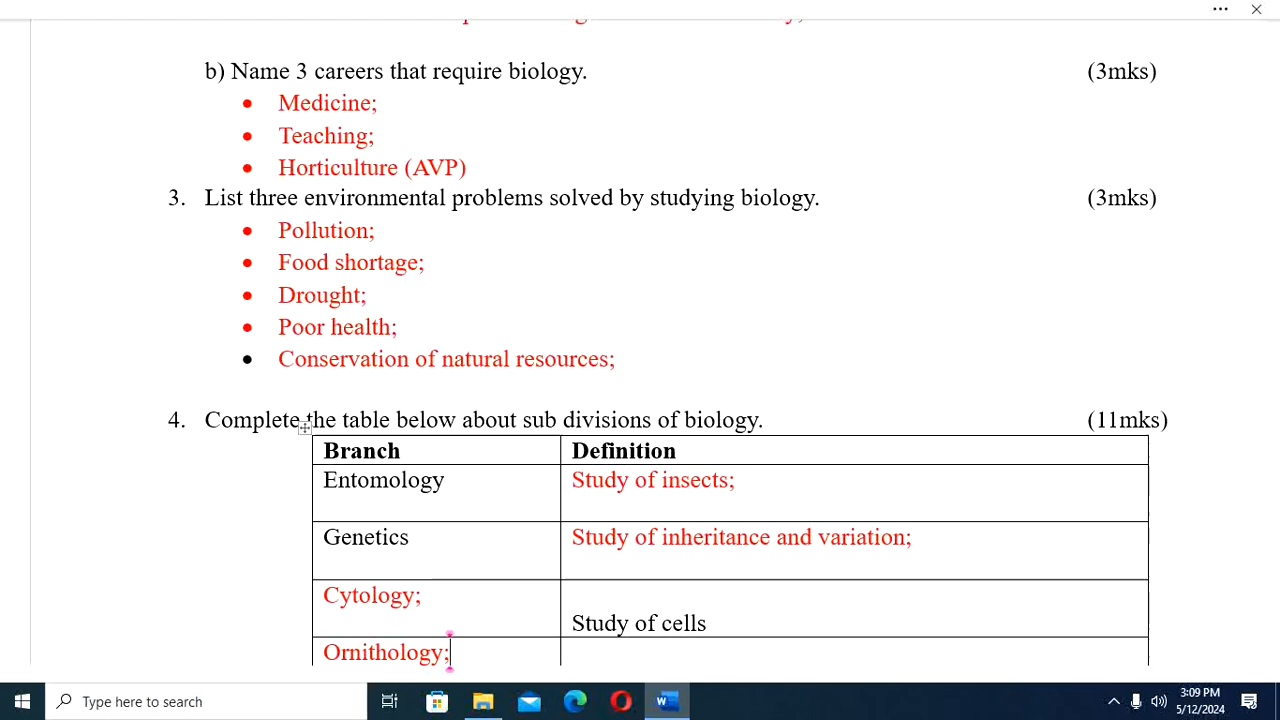 b) Name 3 careers that require biology. (3mks)
• Medicine;
• Teaching;
• Horticulture (AVP)
3. List three environmental problems solved by studying biology. (3mks)
• Pollution;
• Food shortage;
• Drought;
• Poor health;
• Conservation of natural resources;
4. Complete the table below about sub divisions of biology. (11mks)
Branch Definition
Entomology Study of insects;
Genetics Study of inheritance and variation;
Cytology;
Study of cells
Ornithology;
Type here to search
3:09 PM
5/12/2024